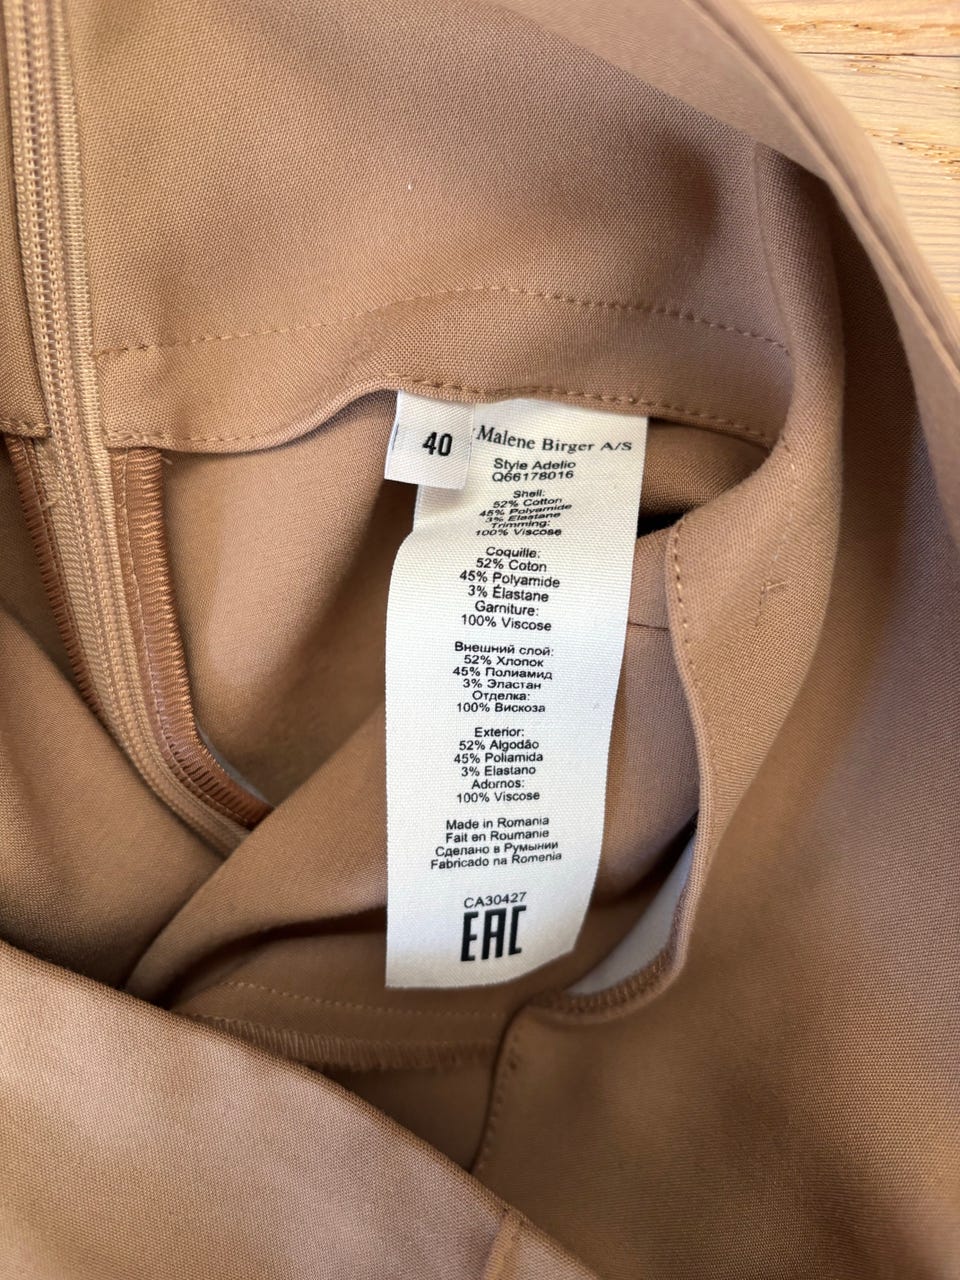 40
Malene Birger A/S
Style Adelio
Q66178016
Shell:
52% Cotton
45% Polyamide
3% Elastane
Trimming:
100% Viscose
Coquille:
52% Coton
45% Polyamide
3% Élastane
Garniture:
100% Viscose
Внешний слой:
52% Хлопок
45% Полиамид
3% Эластан
Отделка:
100% Вискоза
Exterior:
52% Algodão
45% Poliamida
3% Elastano
Adornos:
100% Viscose
Made in Romania
Fait en Roumanie
Сделано в Румынии
Fabricado na Romenia
CA30427
EAC